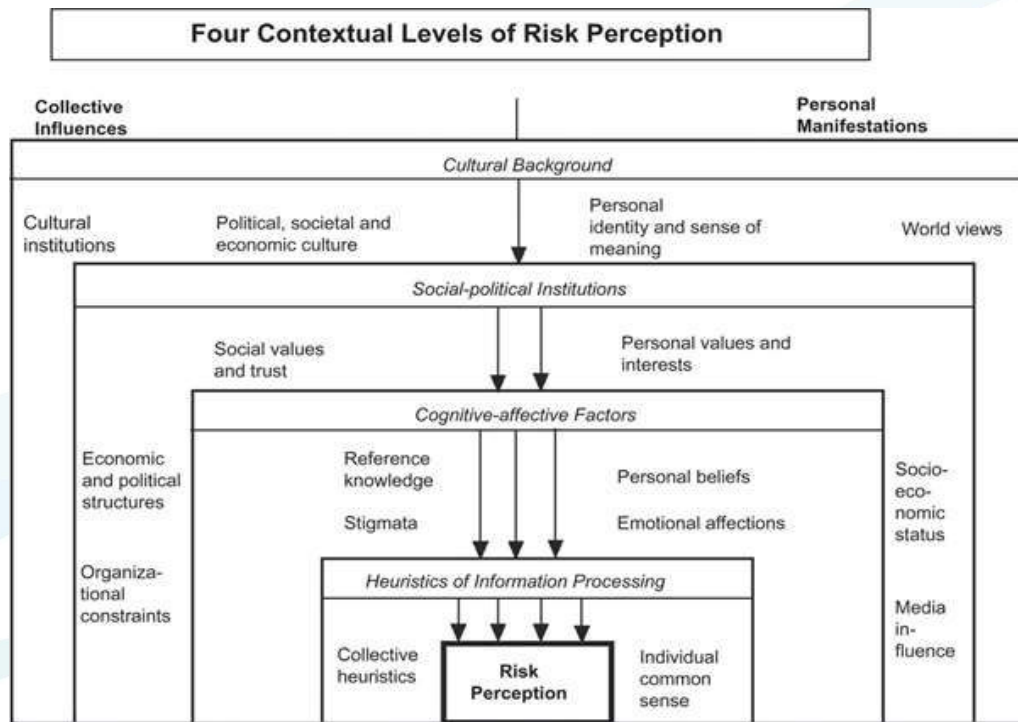 Four Contextual Levels of Risk Perception
Collective
Influences
Personal
Manifestations
Cultural Background
Cultural
institutions
Political, societal and
economic culture
Personal
identity and sense of
meaning
World views
Social-political Institutions
Social values
and trust
Personal values and
interests
Cognitive-affective Factors
Economic
and political
structures
Reference
knowledge
Personal beliefs
Socio-
eco-
nomic
status
Stigmata
Emotional affections
Heuristics of Information Processing
Organiza-
tional
constraints
Media
in-
fluence
Collective
heuristics
Risk
Perception
Individual
common
sense